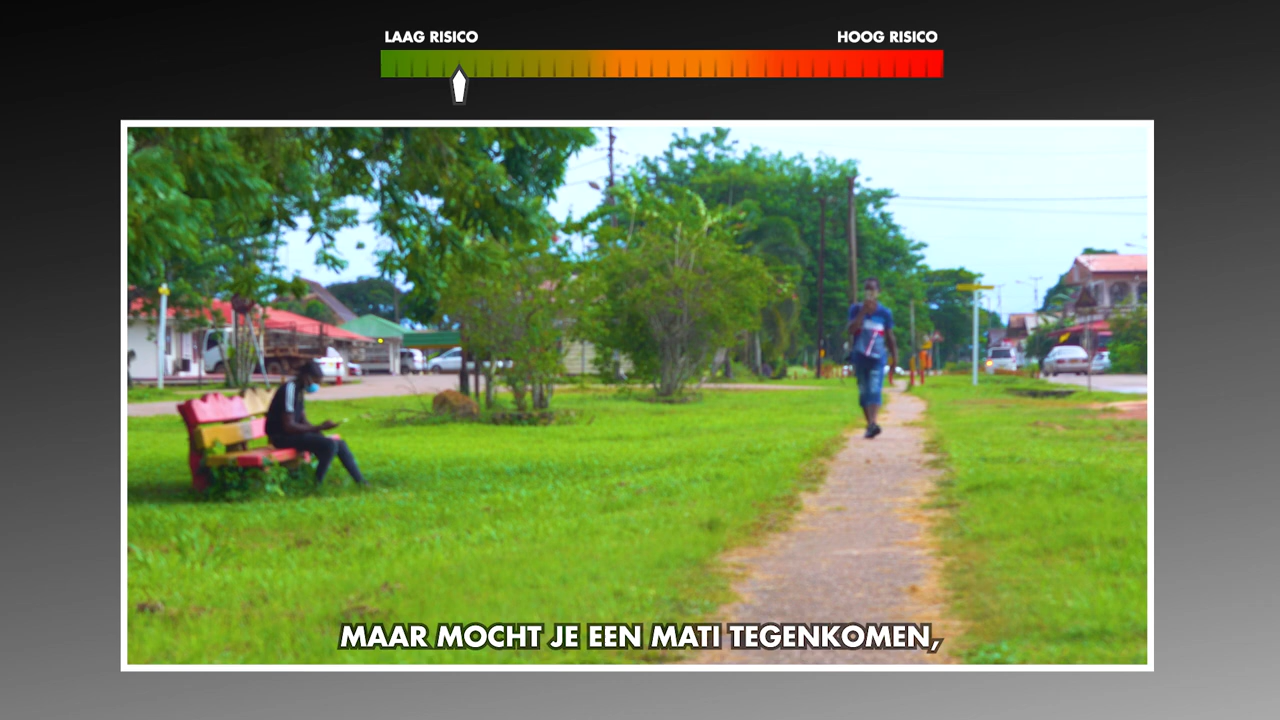 LAAG RISICO
HOOG RISICO
MAAR MOCHT JE EEN MATI TEGENKOMEN,